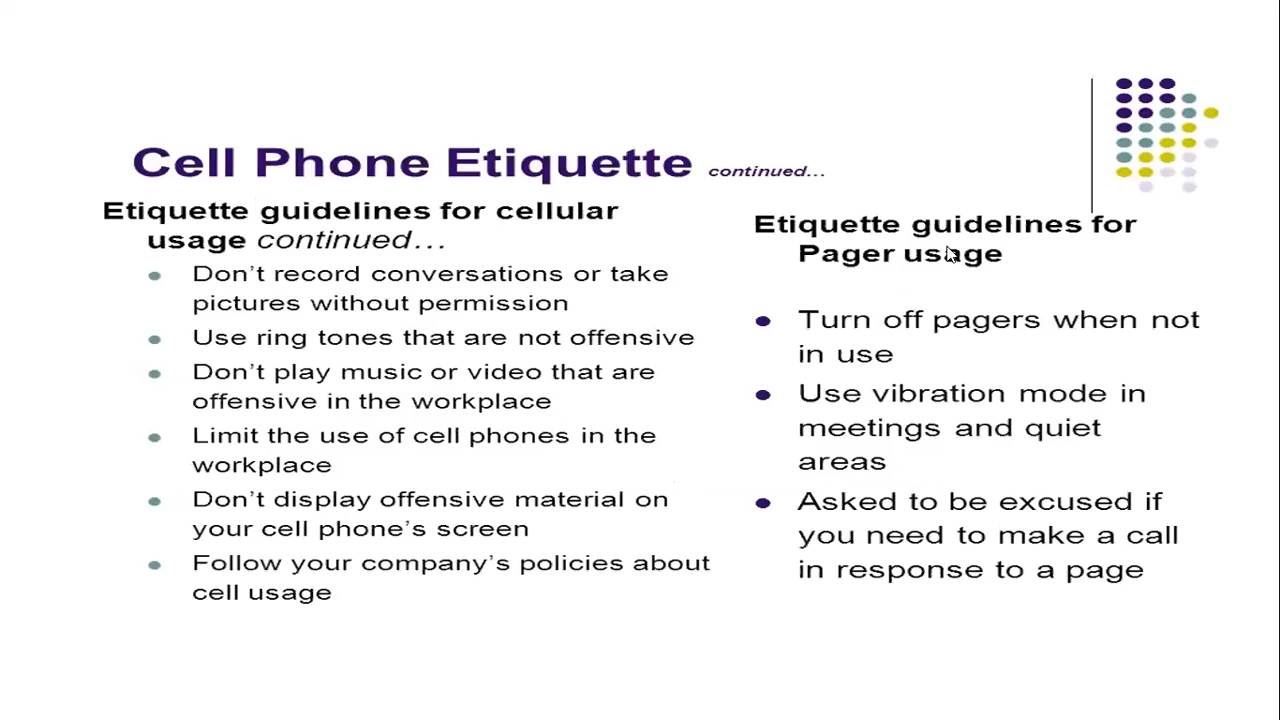 Cell Phone Etiquette continued…
Etiquette guidelines for cellular
usage continued…
Don't record conversations or take
pictures without permission
Use ring tones that are not offensive
Don't play music or video that are
offensive in the workplace
Limit the use of cell phones in the
workplace
Don't display offensive material on
your cell phone's screen
Follow your company's policies about
cell usage
Etiquette guidelines for
Pager usage
Turn off pagers when not
in use
Use vibration mode in
meetings and quiet
areas
Asked to be excused if
you need to make a call
in response to a page